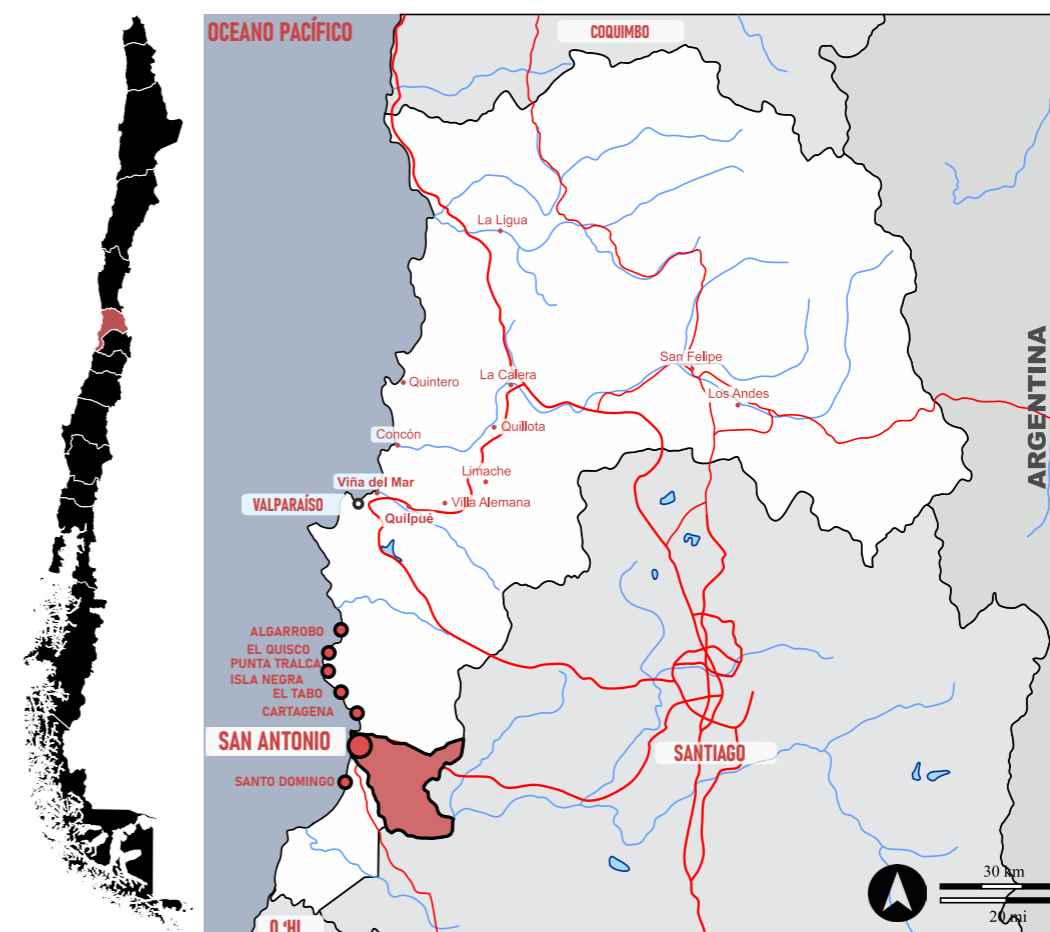 OCEANO PACÍFICO
COQUIMBO
La Ligua
San Felipe
La Calera
Quintero
Los Andes
ARGENTINA
Quillota
Concón
Limache
Viña del Mar
VALPARAÍSO
Villa Alemana
Quilpué
ALGARROBO
EL QUISCO
PUNTA TRALCA
ISLA NEGRA
EL TABO
CARTAGENA
SAN ANTONIO
SANTIAGO
SANTO DOMINGO
30 km
20 mi
O 'HI